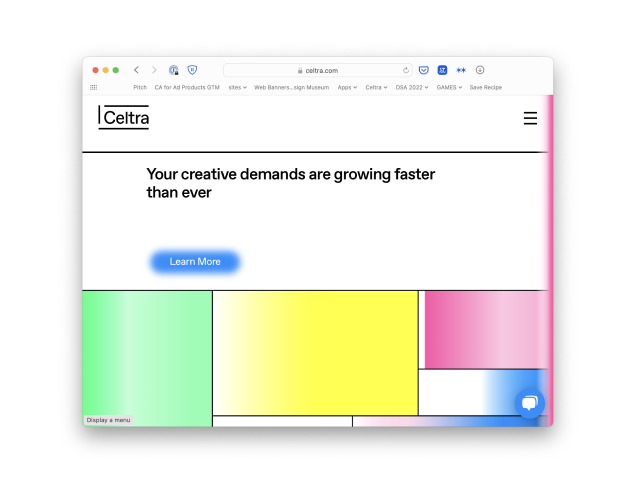 celtra.com
Pitch CA for Ad Products GTM sites Web Banners...sign Museum Apps Celtra DSA 2022 GAMES Save Recipe
Celtra
Your creative demands are growing faster
than ever
Learn More
Display a menu